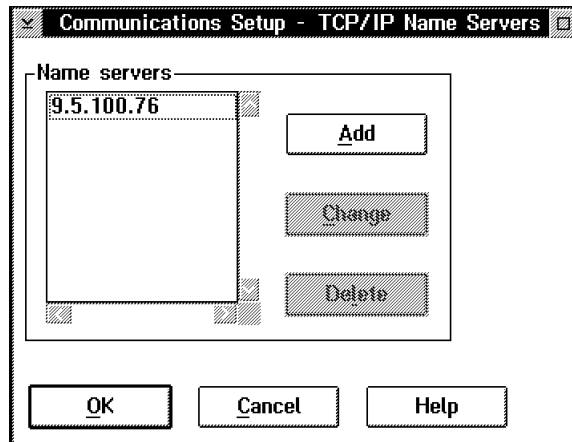 Communications Setup - TCP/IP Name Servers
Name servers
9.5.100.76
Add
Change
Delete
OK Cancel Help